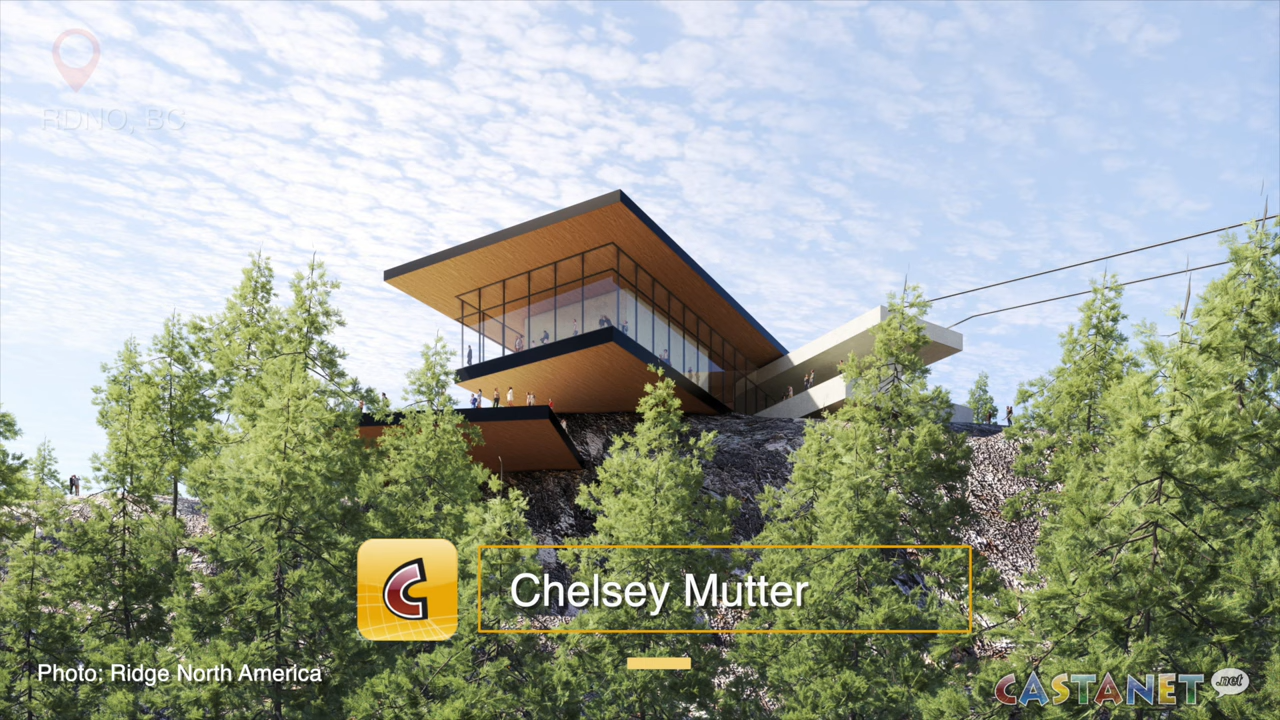 RDNO, BC
Chelsey Mutter
Photo: Ridge North America
CASTANET .net